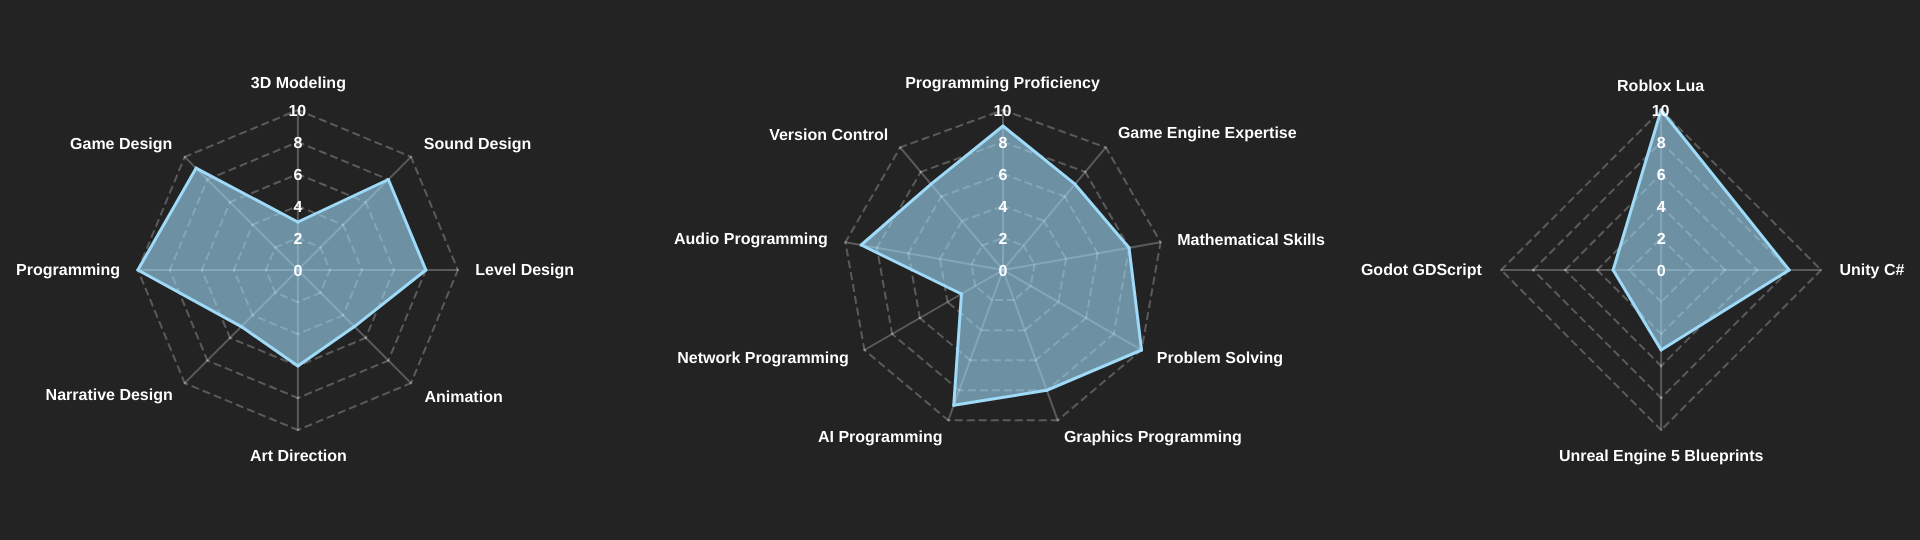 3D Modeling
10
8
6
4
2
0
Sound Design
Level Design
Animation
Art Direction
Narrative Design
Programming
Game Design
Programming Proficiency
10
8
6
4
2
0
Game Engine Expertise
Mathematical Skills
Problem Solving
Graphics Programming
AI Programming
Network Programming
Audio Programming
Version Control
Roblox Lua
10
8
6
4
2
0
Unity C#
Unreal Engine 5 Blueprints
Godot GDScript